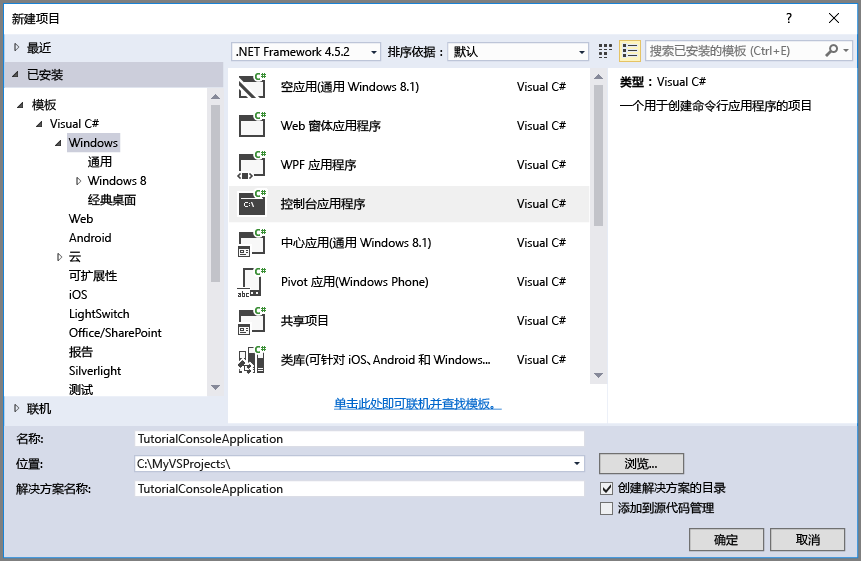 新建项目
?
最近
.NET Framework 4.5.2
排序依据：
默认
搜索已安装的模板 (Ctrl+E)
已安装
模板
Visual C#
Windows
通用
Windows 8
经典桌面
Web
Android
云
可扩展性
iOS
LightSwitch
Office/SharePoint
报告
Silverlight
测试
联机
空应用(通用 Windows 8.1) Visual C#
Web 窗体应用程序 Visual C#
WPF 应用程序 Visual C#
控制台应用程序 Visual C#
中心应用(通用 Windows 8.1) Visual C#
Pivot 应用(Windows Phone) Visual C#
共享项目 Visual C#
类库(可针对 iOS、Android 和 Windows... Visual C#
单击此处即可联机并查找模板。
类型：Visual C#
一个用于创建命令行应用程序的项目
名称: TutorialConsoleApplication
位置: C:\MyVSProjects\ 浏览...
解决方案名称: TutorialConsoleApplication
创建解决方案的目录
添加到源代码管理
确定
取消